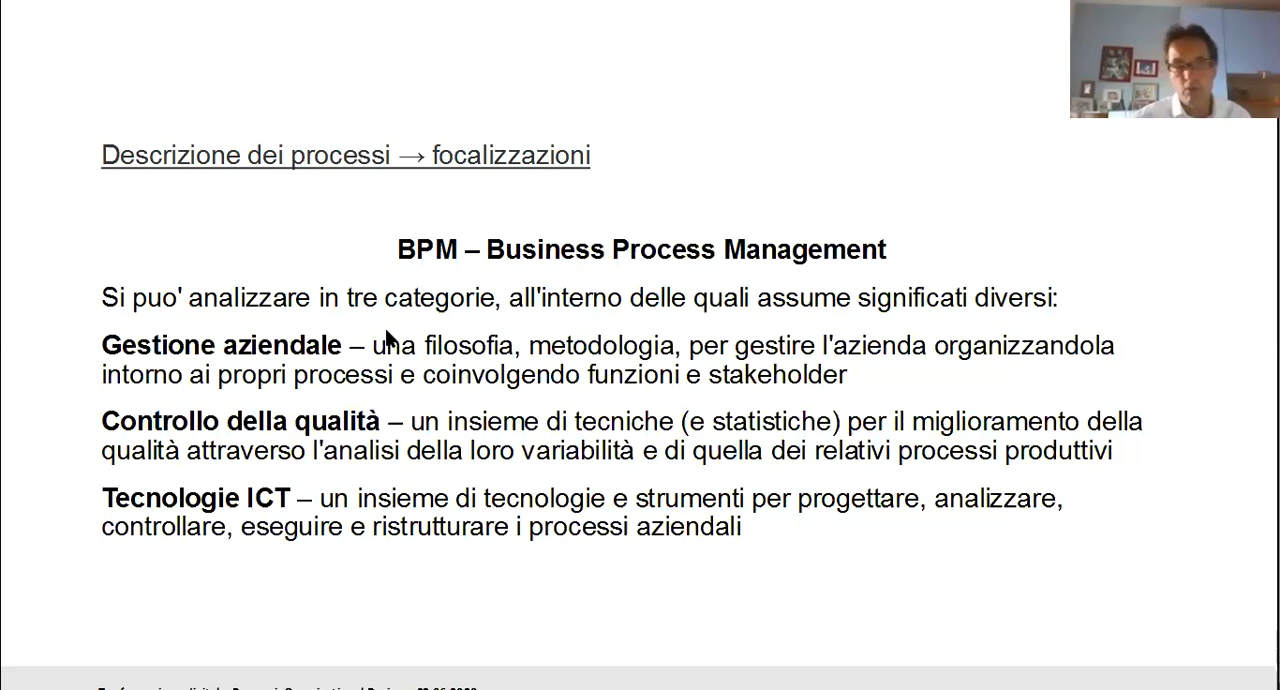 Descrizione dei processi → focalizzazioni
BPM – Business Process Management
Si puo' analizzare in tre categorie, all'interno delle quali assume significati diversi:
Gestione aziendale – una filosofia, metodologia, per gestire l'azienda organizzandola
intorno ai propri processi e coinvolgendo funzioni e stakeholder
Controllo della qualità – un insieme di tecniche (e statistiche) per il miglioramento della
qualità attraverso l'analisi della loro variabilità e di quella dei relativi processi produttivi
Tecnologie ICT – un insieme di tecnologie e strumenti per progettare, analizzare,
controllare, eseguire e ristrutturare i processi aziendali